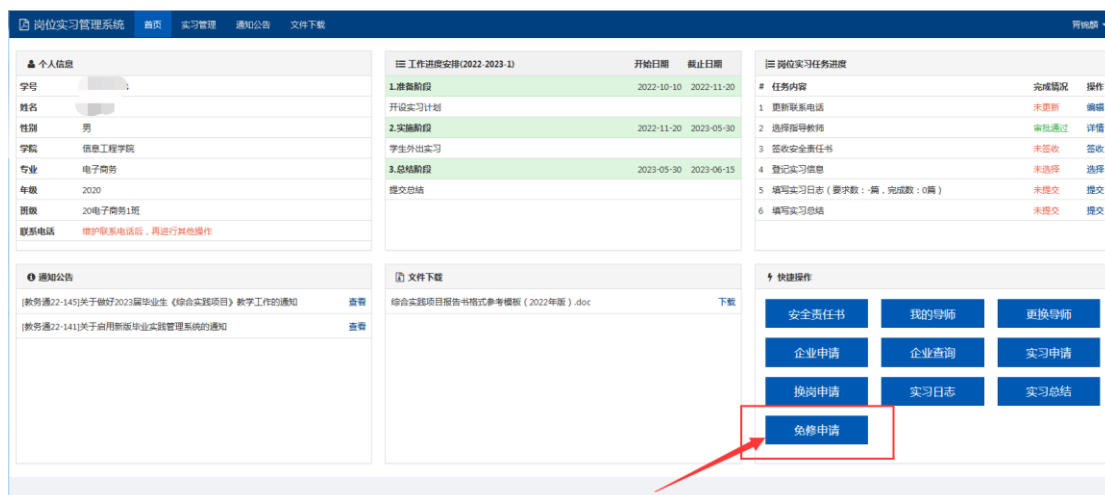 岗位实习管理系统 首页 实习管理 通知公告 文件下载
个人信息
学号
姓名
性别 男
学院 信息工程学院
专业 电子商务
年级 2020
班级 20电子商务1班
联系电话 维护联系电话后，再进行其他操作
工作进度安排(2022-2023-1) 开始日期 截止日期
1.准备阶段 2022-10-10 2022-11-20
开设实习计划
2.实施阶段 2022-11-20 2023-05-30
学生外出实习
3.总结阶段 2023-05-30 2023-06-15
提交总结
岗位实习任务进度
# 任务内容 完成情况 操作
1 更新联系电话 未更新 编辑
2 选择指导教师 审批通过 详情
3 签收安全责任书 未签收 签收
4 登记实习信息 未选择 选择
5 填写实习日志（要求数：-篇，完成数：0篇） 未提交 提交
6 填写实习总结 未提交 提交
通知公告
[教务通22-145]关于做好2023届毕业生《综合实践项目》教学工作的通知 查看
[教务通22-141]关于启用新版毕业实践管理系统的通知 查看
文件下载
综合实践项目报告书格式参考模板（2022年版）.doc 下载
快捷操作
安全责任书 我的导师 更换导师
企业申请 企业查询 实习申请
换岗申请 实习日志 实习总结
免修申请